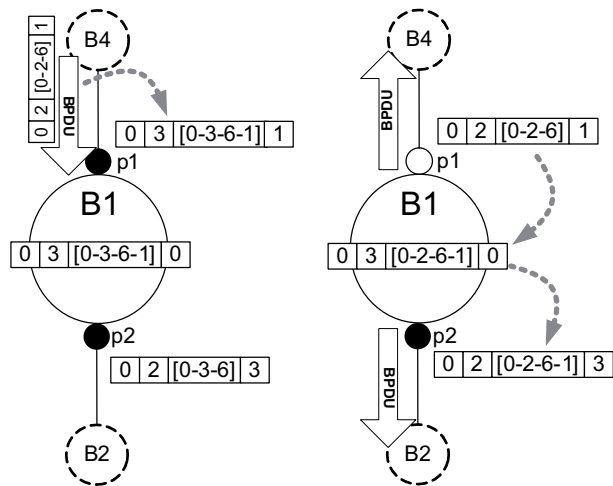 B4
0 2 [0-2-6] 1
BPDU
0 3 [0-3-6-1] 1
p1
B1
0 3 [0-3-6-1] 0
p2
0 2 [0-3-6] 3
B2
B4
BPDU
0 2 [0-2-6] 1
p1
B1
0 3 [0-2-6-1] 0
p2
BPDU
0 2 [0-2-6-1] 3
B2